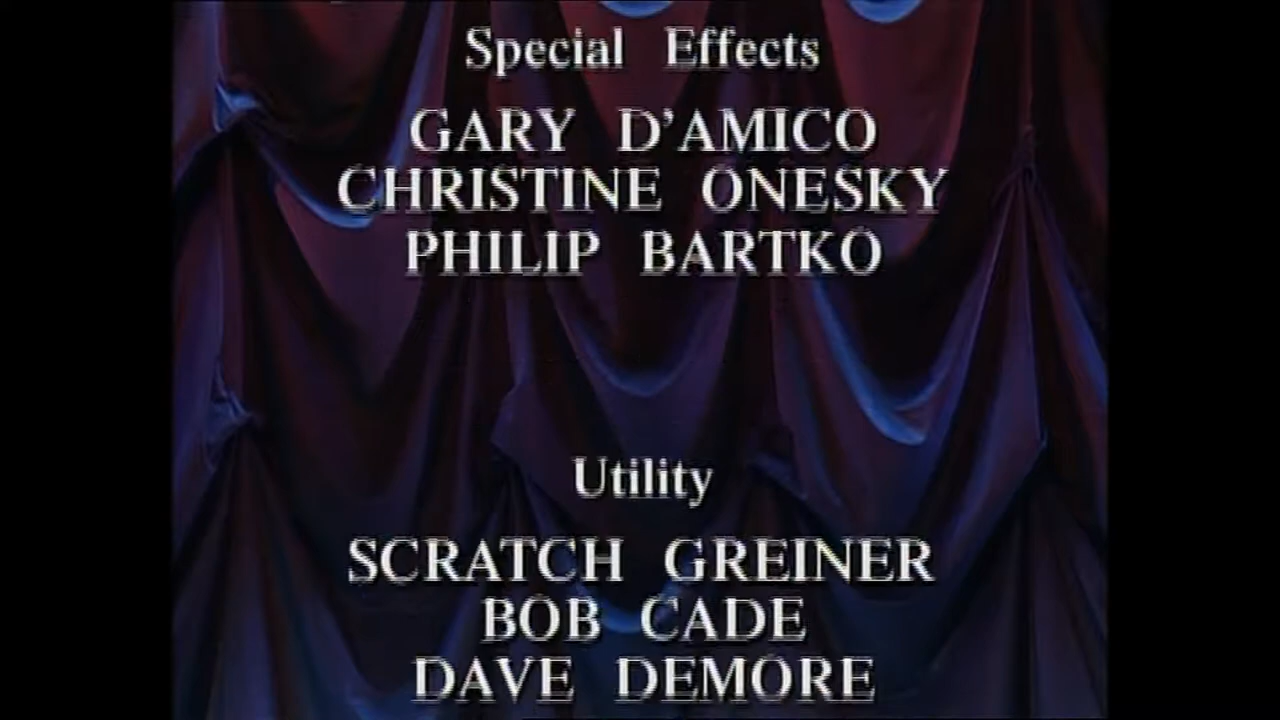 Special Effects
GARY D'AMICO
CHRISTINE ONESKY
PHILIP BARTKO
Utility
SCRATCH GREINER
BOB CADE
DAVE DEMORE